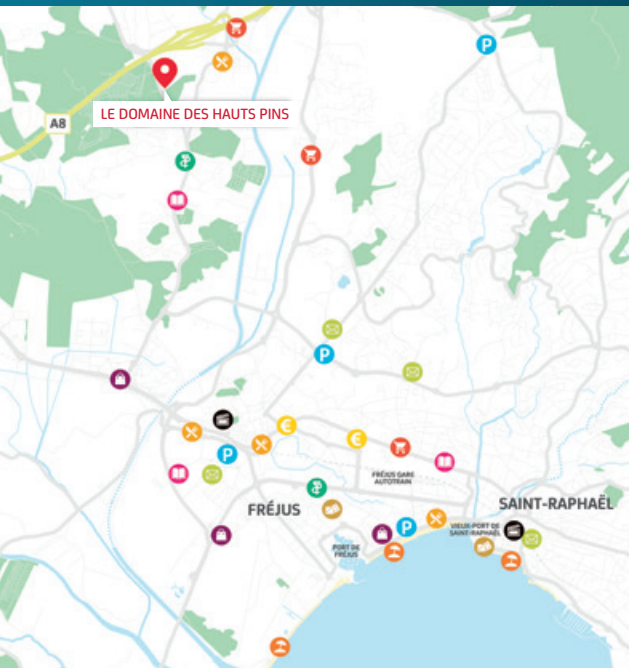 LE DOMAINE DES HAUTS PINS
A8
P
P
€
€
P
FRÉJUS GARE
AUTOTRAIN
FRÉJUS
SAINT-RAPHAËL
P
VIEUX-PORT DE
SAINT-RAPHAËL
PORT DE
FRÉJUS